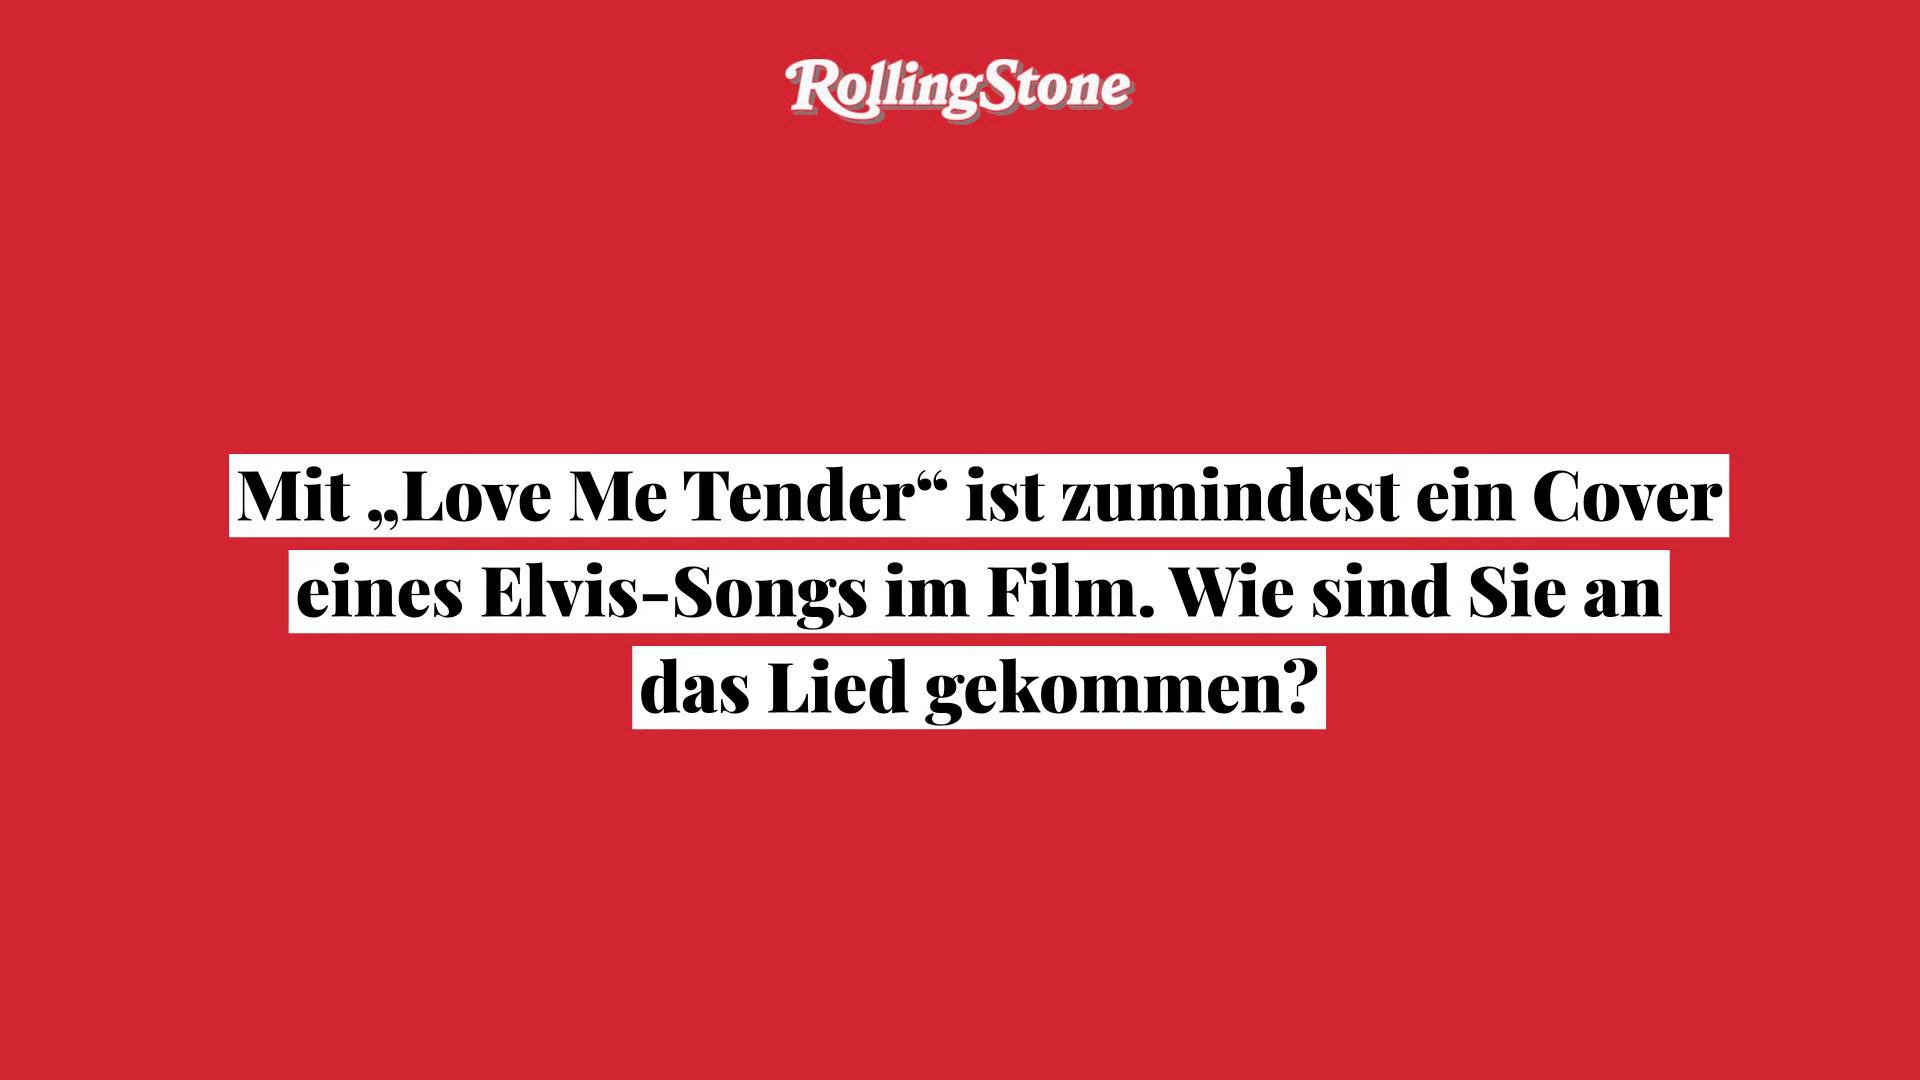 RollingStone
Mit „Love Me Tender“ ist zumindest ein Cover
eines Elvis-Songs im Film. Wie sind Sie an
das Lied gekommen?